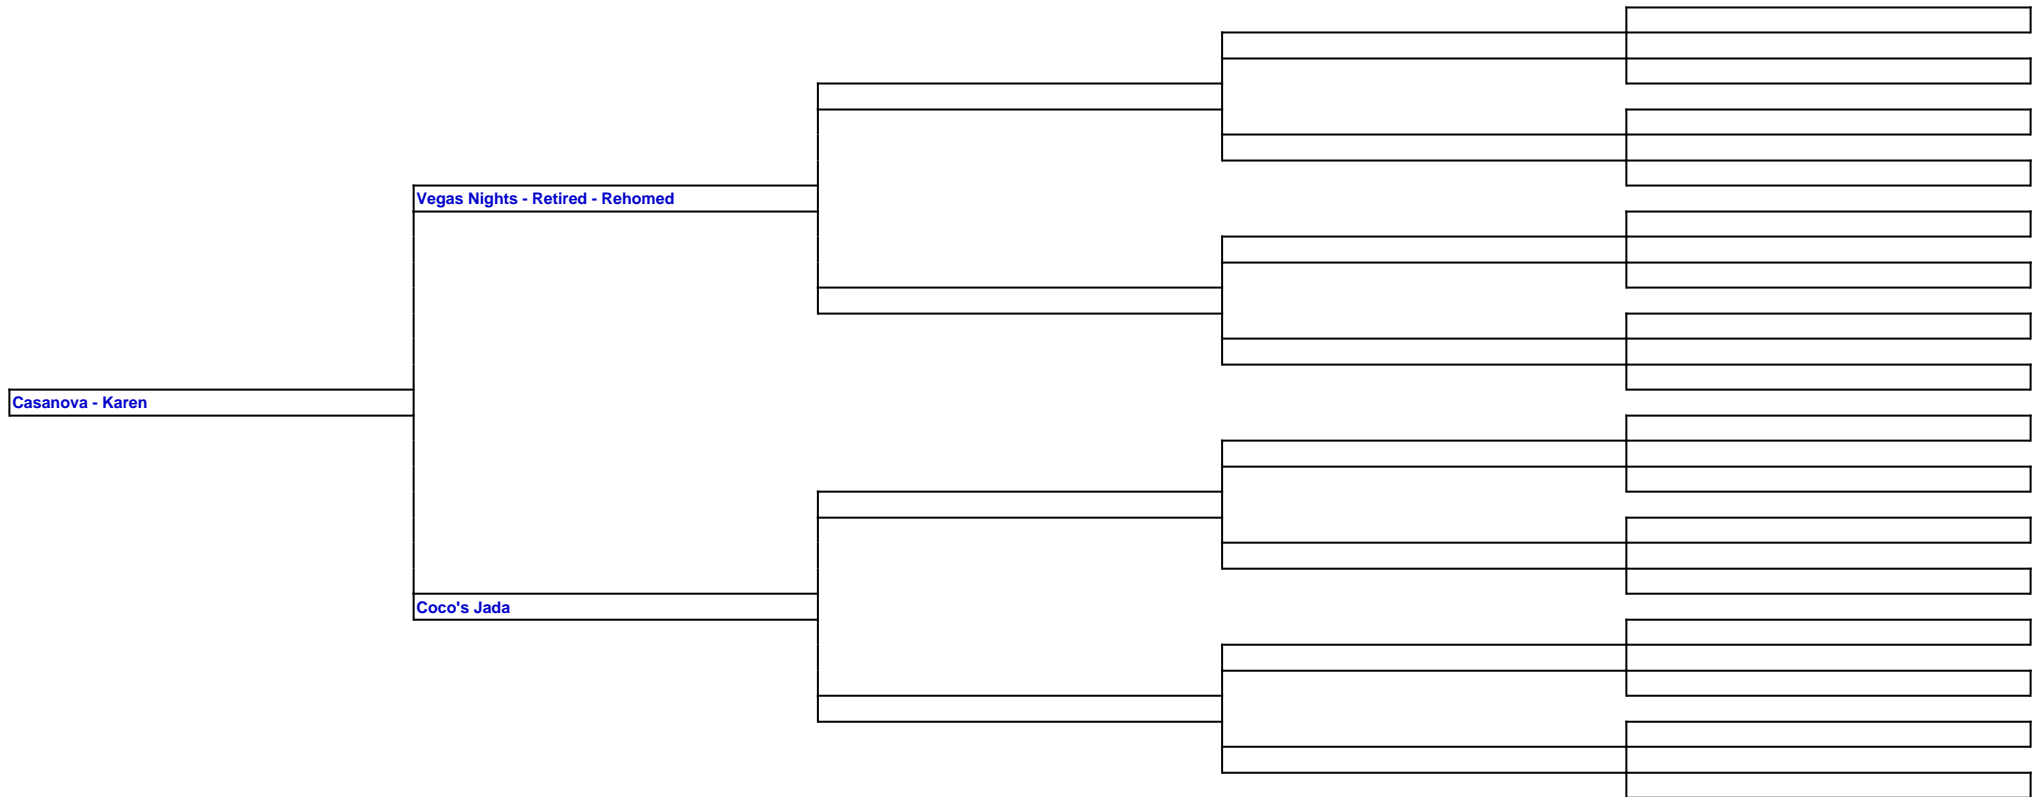 Vegas Nights - Retired - Rehomed
Casanova - Karen
Coco's Jada